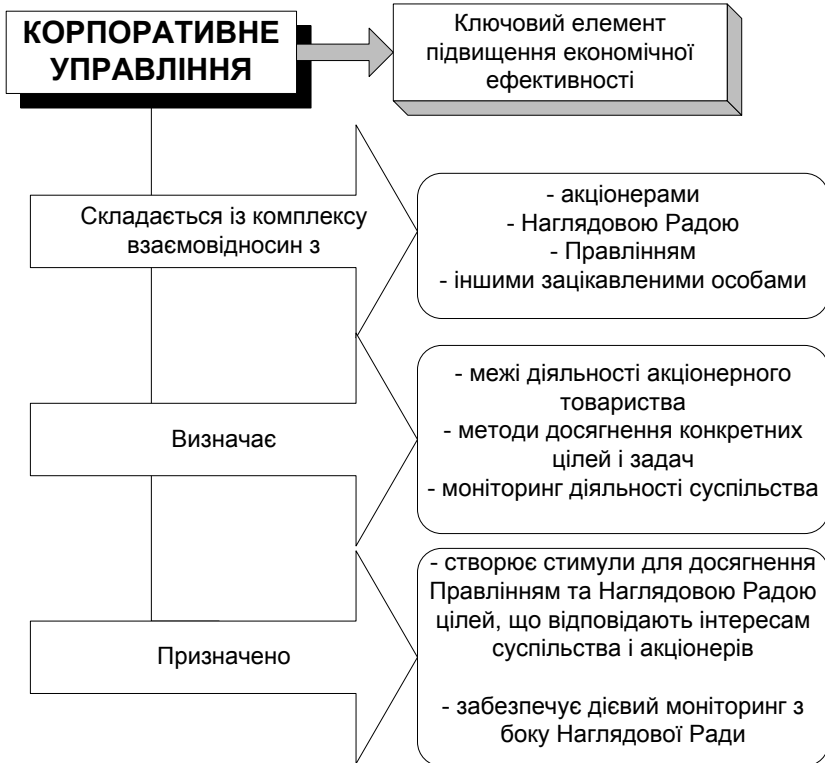 КОРПОРАТИВНЕ
УПРАВЛІННЯ
Ключовий елемент
підвищення економічної
ефективності
Складається із комплексу
взаємовідносин з
- акціонерами
- Наглядовою Радою
- Правлінням
- іншими зацікавленими особами
Визначає
- межі діяльності акціонерного
товариства
- методи досягнення конкретних
цілей і задач
- моніторинг діяльності суспільства
Призначено
- створює стимули для досягнення
Правлінням та Наглядовою Радою
цілей, що відповідають інтересам
суспільства і акціонерів
- забезпечує дієвий моніторинг з
боку Наглядової Ради